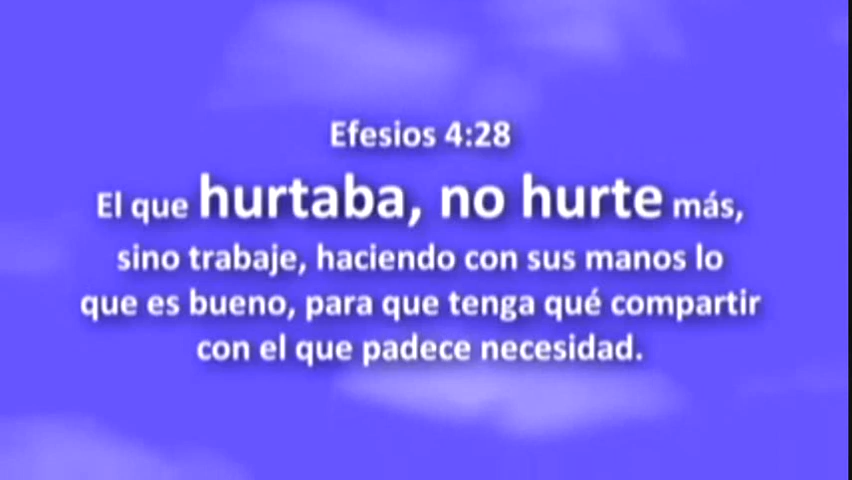 Efesios 4:28
El que hurtaba, no hurte más,
sino trabaje, haciendo con sus manos lo
que es bueno, para que tenga qué compartir
con el que padece necesidad.